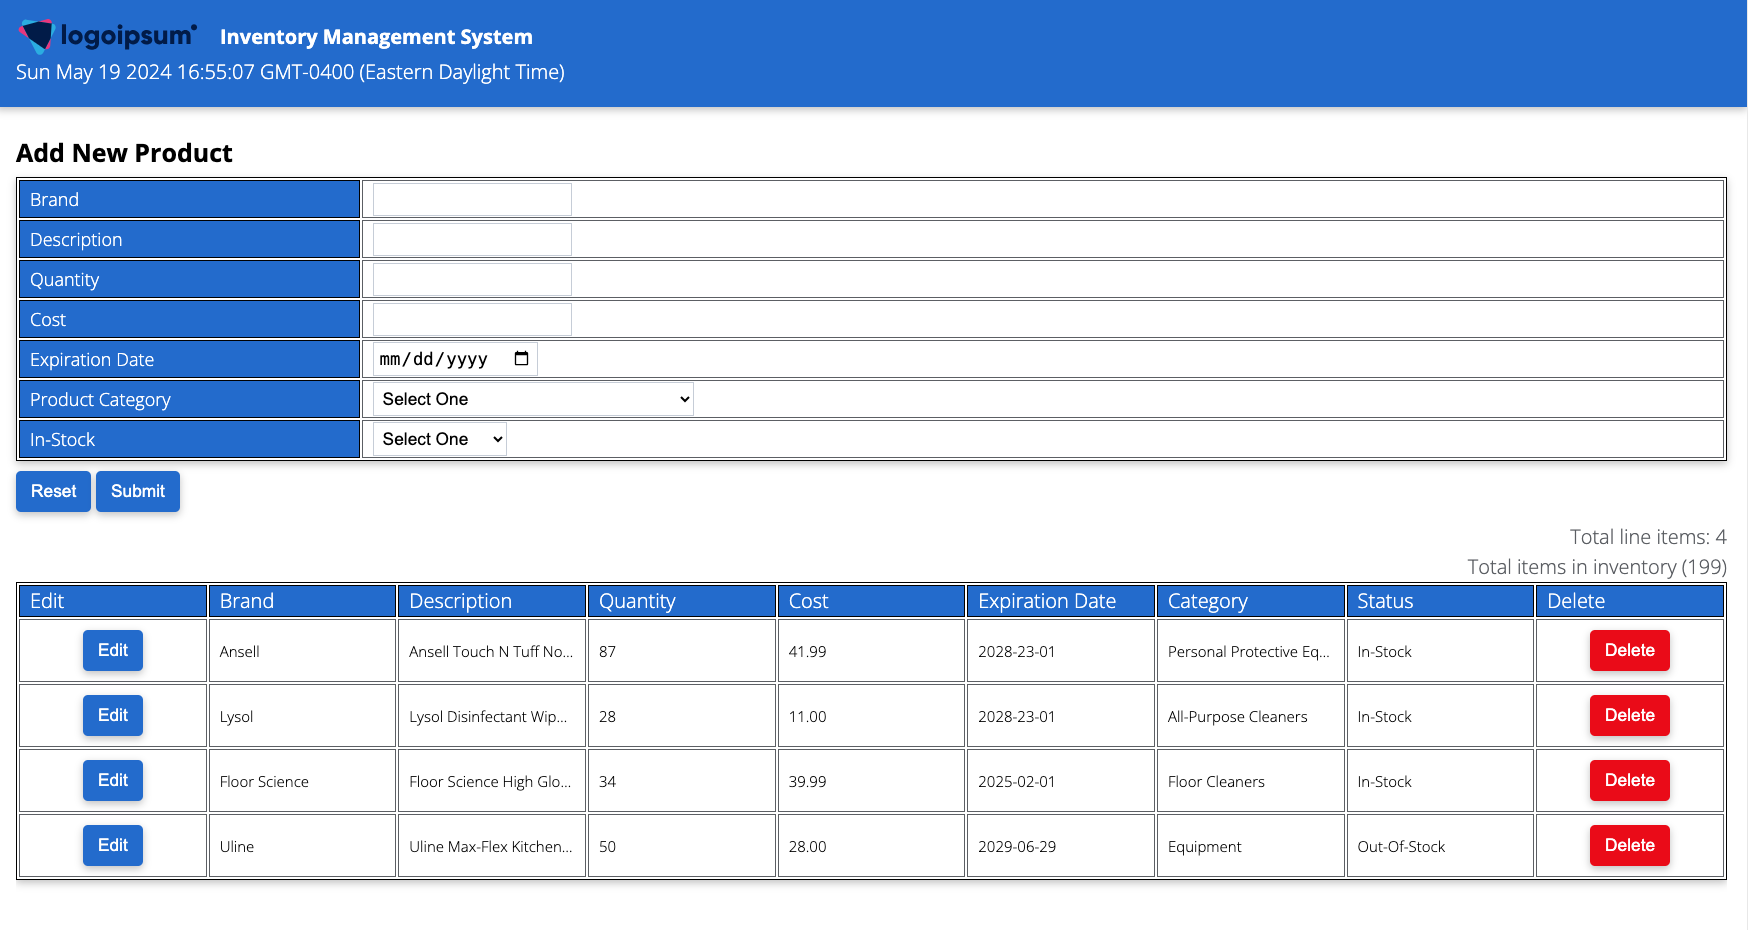 logoipsum Inventory Management System
Sun May 19 2024 16:55:07 GMT-0400 (Eastern Daylight Time)
Add New Product
Brand
Description
Quantity
Cost
Expiration Date mm/dd/yyyy
Product Category Select One
In-Stock Select One
Reset Submit
Total line items: 4
Total items in inventory (199)
Edit Brand Description Quantity Cost Expiration Date Category Status Delete
Edit Ansell Ansell Touch N Tuff No... 87 41.99 2028-23-01 Personal Protective Eq... In-Stock Delete
Edit Lysol Lysol Disinfectant Wip... 28 11.00 2028-23-01 All-Purpose Cleaners In-Stock Delete
Edit Floor Science Floor Science High Glo... 34 39.99 2025-02-01 Floor Cleaners In-Stock Delete
Edit Uline Uline Max-Flex Kitchen... 50 28.00 2029-06-29 Equipment Out-Of-Stock Delete